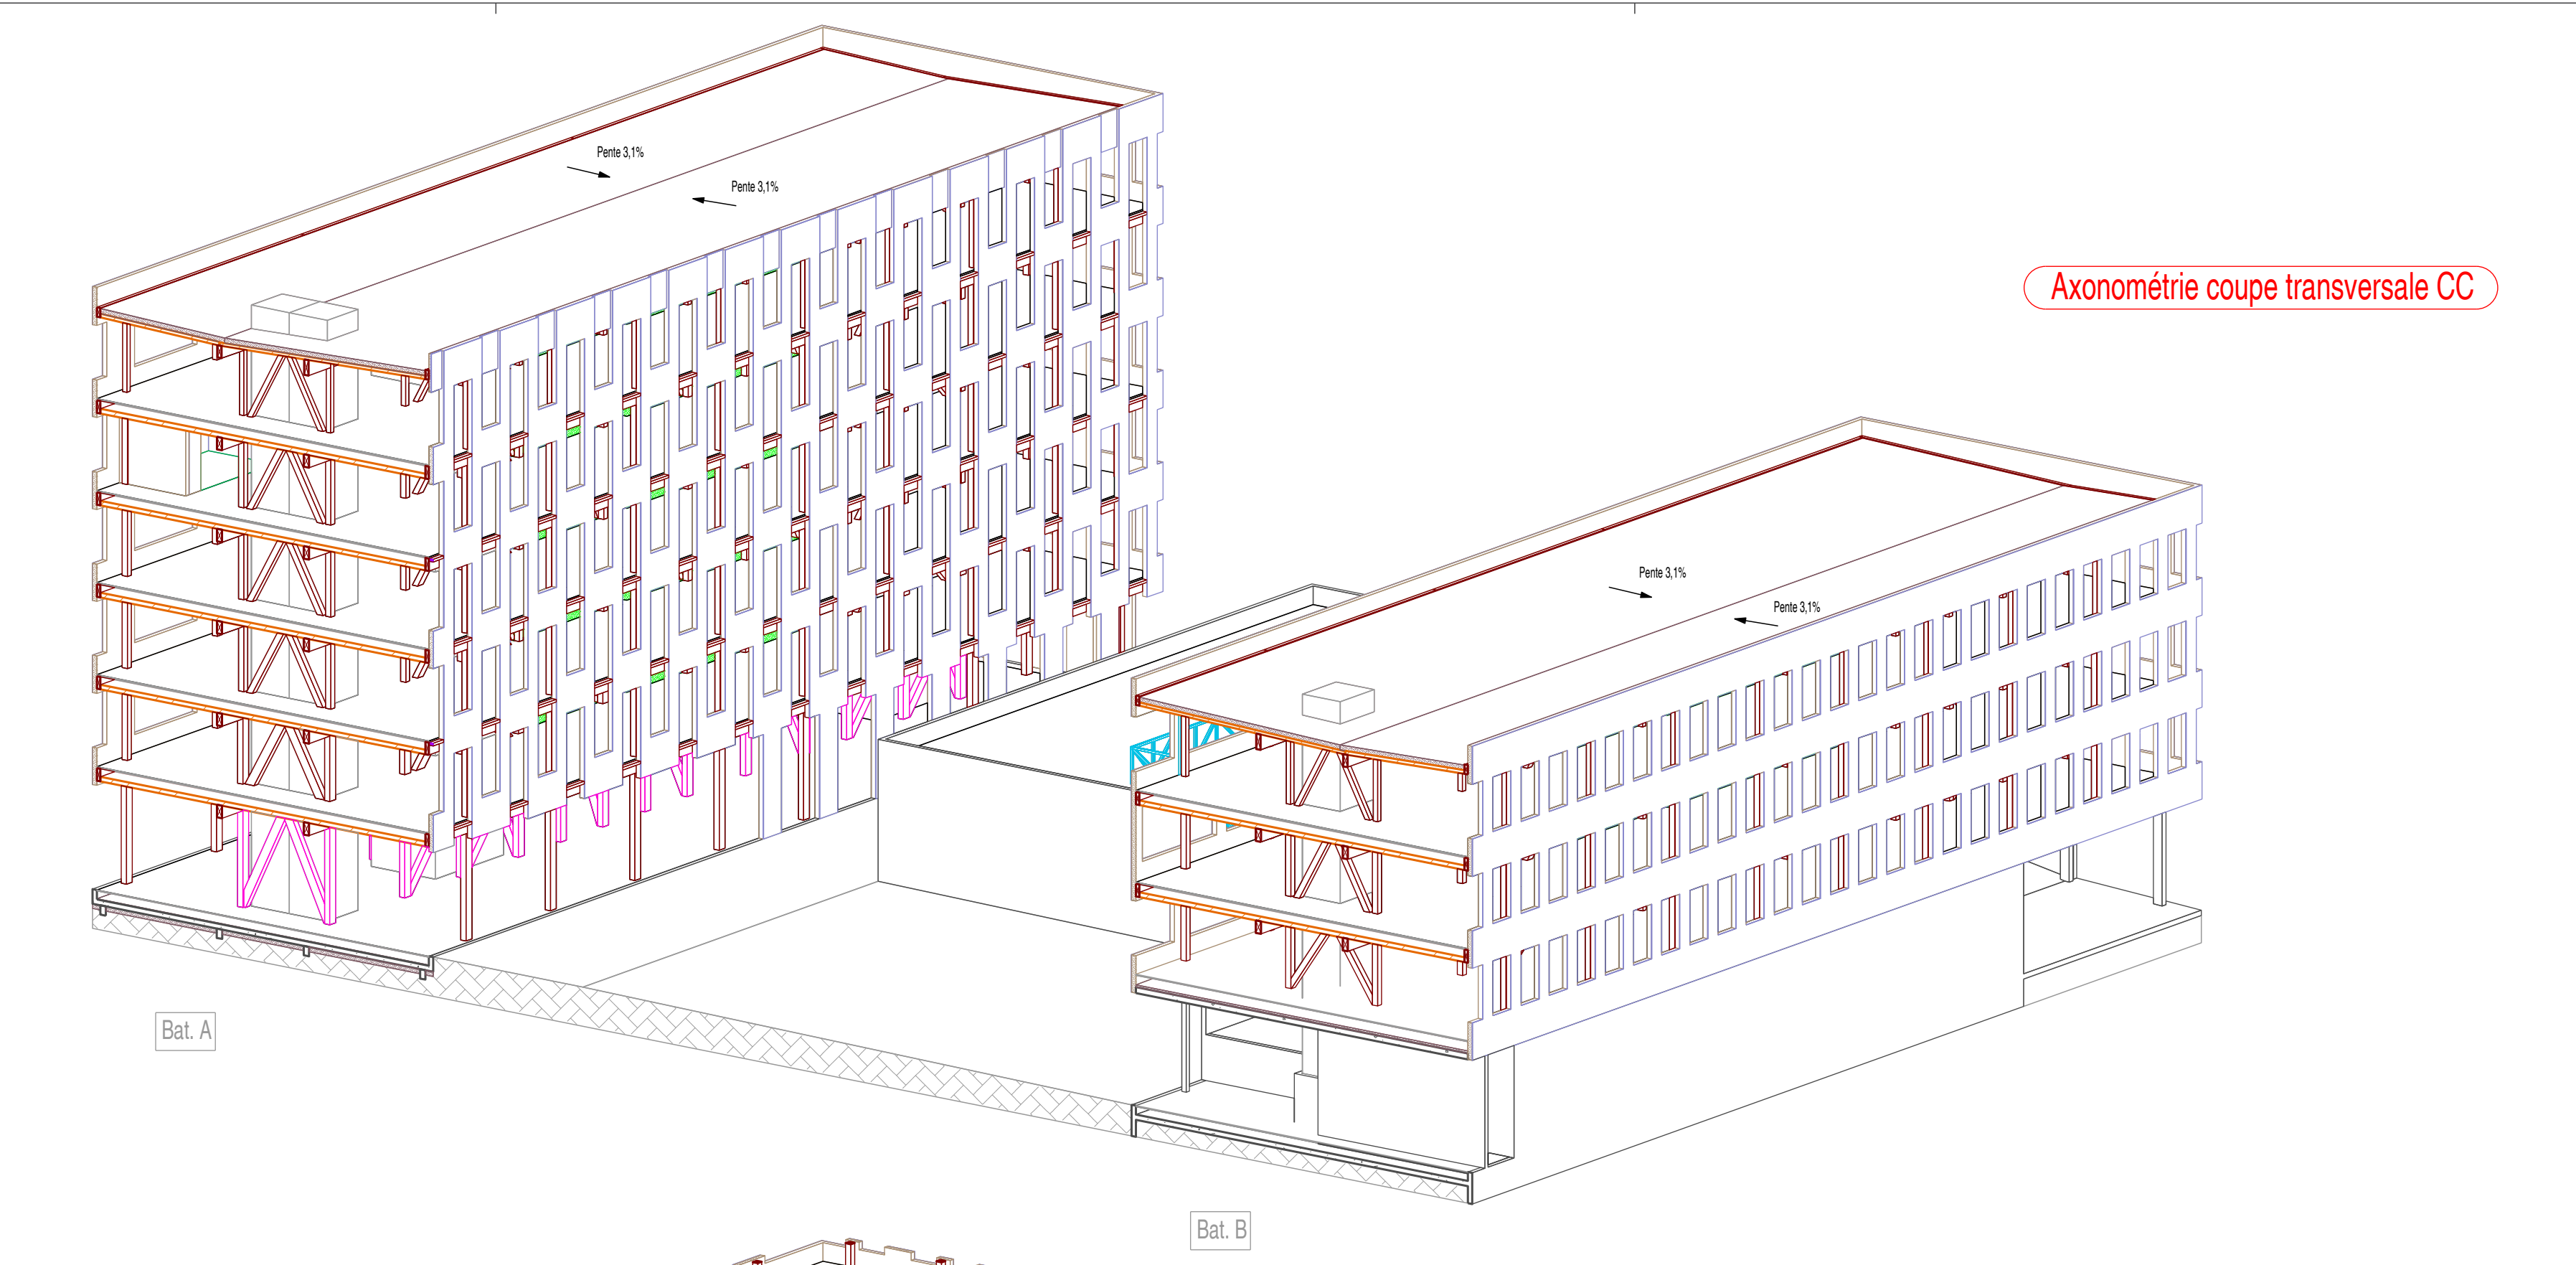 Pente 3,1%
Pente 3,1%
Axonométrie coupe transversale CC
Pente 3,1%
Pente 3,1%
Bat. A
Bat. B